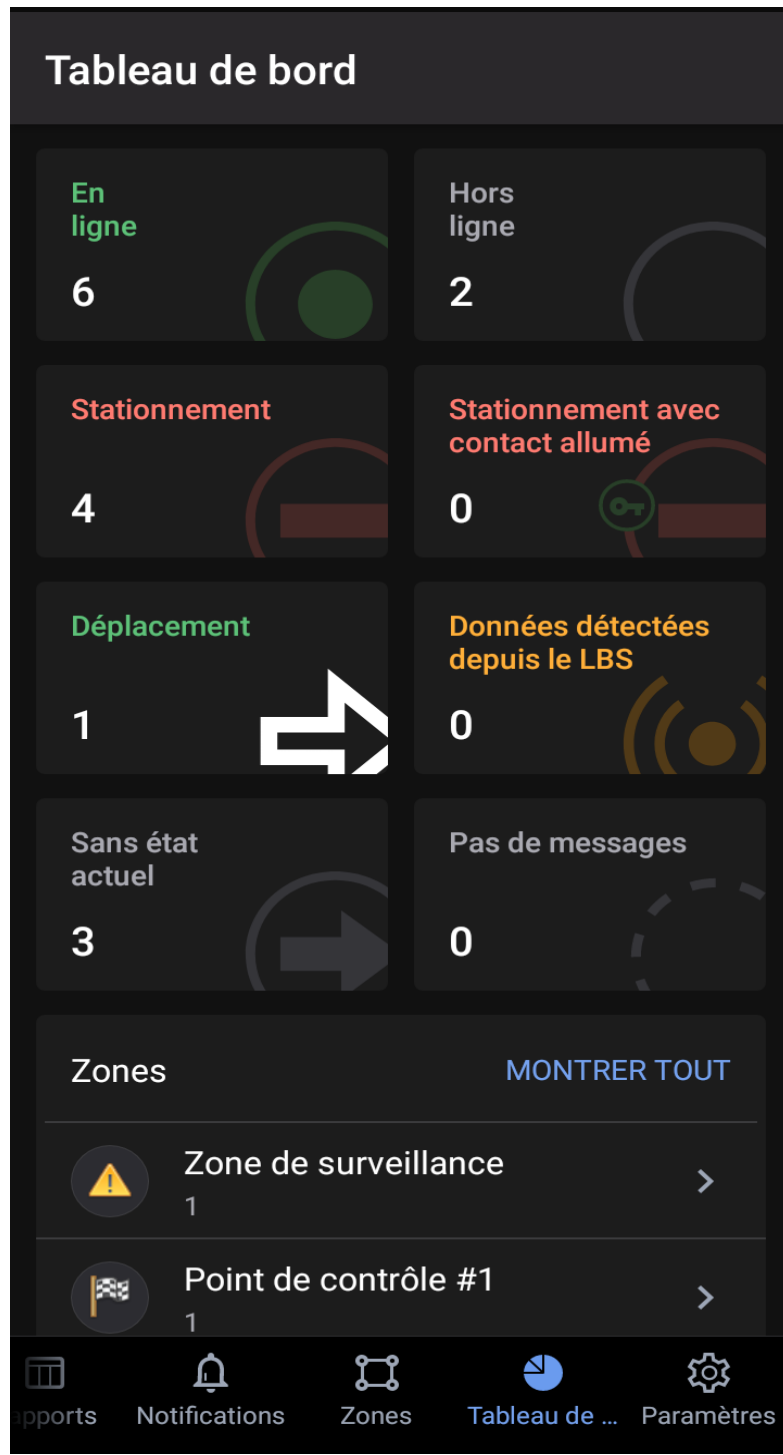 Tableau de bord
En
ligne
6
Hors
ligne
2
Stationnement
4
Stationnement avec
contact allumé
0
Déplacement
1
Données détectées
depuis le LBS
0
Sans état
actuel
3
Pas de messages
0
Zones
MONTRER TOUT
Zone de surveillance
1
Point de contrôle #1
1
apports
Notifications
Zones
Tableau de ...
Paramètres